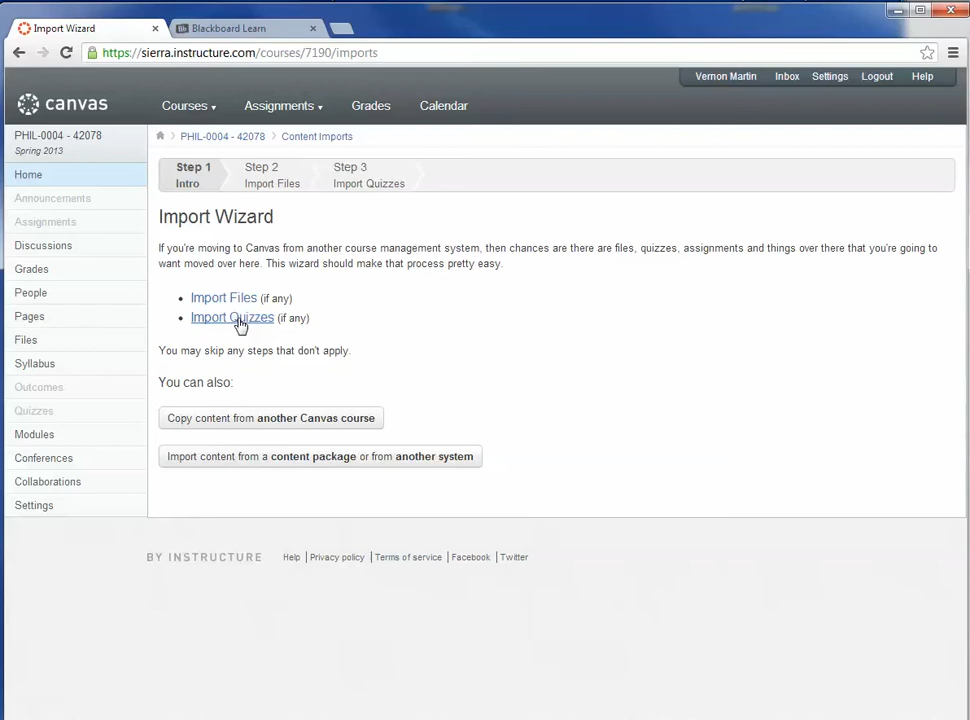 Import Wizard
Blackboard Learn
https://sierra.instructure.com/courses/7190/imports
Vernon Martin Inbox Settings Logout Help
canvas Courses Assignments Grades Calendar
PHIL-0004 - 42078
Spring 2013
Home
Announcements
Assignments
Discussions
Grades
People
Pages
Files
Syllabus
Outcomes
Quizzes
Modules
Conferences
Collaborations
Settings
PHIL-0004 - 42078 Content Imports
Step 1 Step 2 Step 3
Intro Import Files Import Quizzes
Import Wizard
If you're moving to Canvas from another course management system, then chances are there are files, quizzes, assignments and things over there that you're going to
want moved over here. This wizard should make that process pretty easy.
• Import Files (if any)
• Import Quizzes (if any)
You may skip any steps that don't apply.
You can also:
Copy content from another Canvas course
Import content from a content package or from another system
BY INSTRUCTURE Help | Privacy policy | Terms of service | Facebook | Twitter